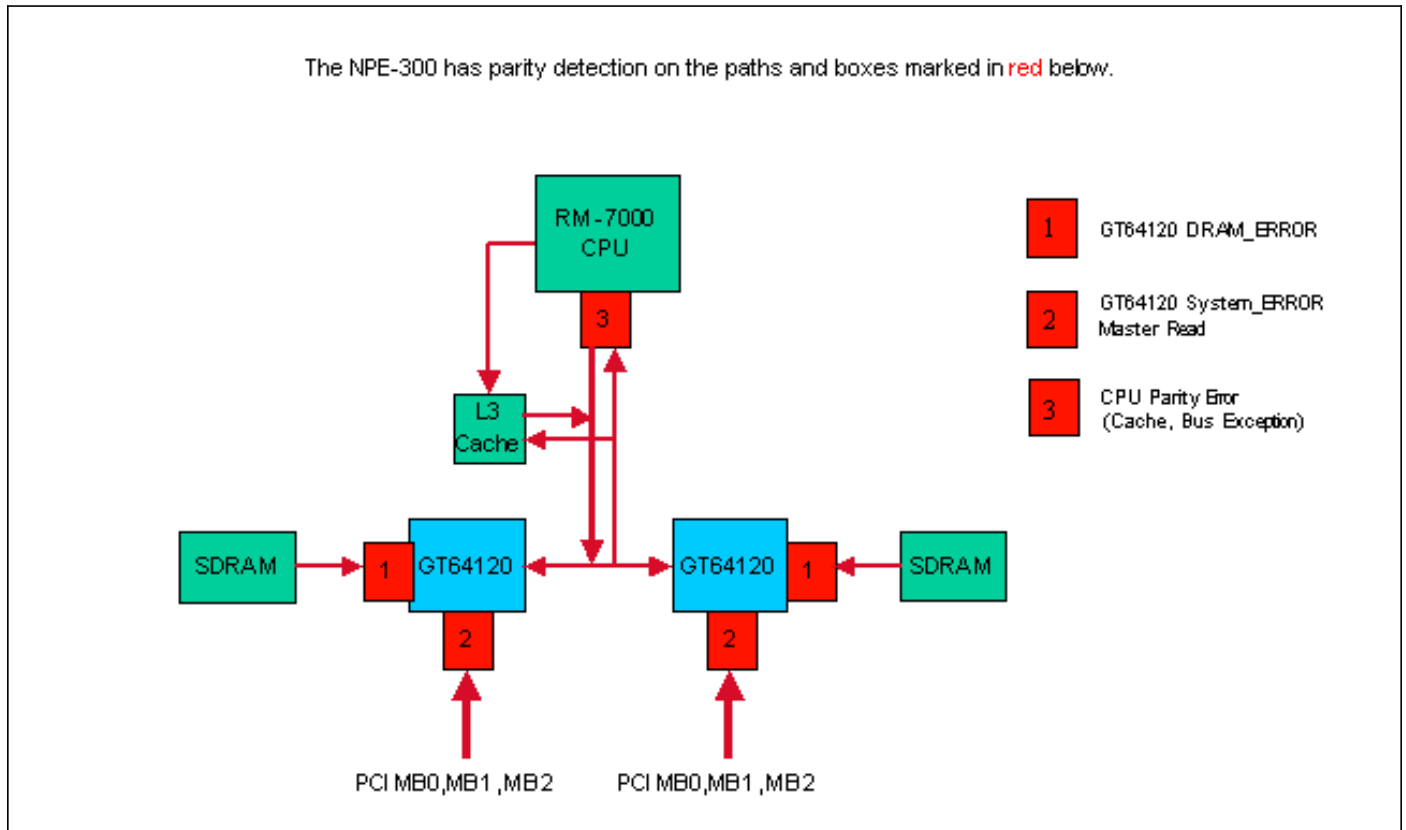 The NPE-300 has parity detection on the paths and boxes marked in red below.
RM-7000
CPU
3
L3
Cache
1
GT64120 DRAM_ERROR
2
GT64120 System_ERROR
Master Read
3
CPU Parity Error
(Cache, Bus Exception)
SDRAM
1
GT64120
GT64120
1
SDRAM
2
2
PCI MB0,MB1,MB2
PCI MB0,MB1,MB2